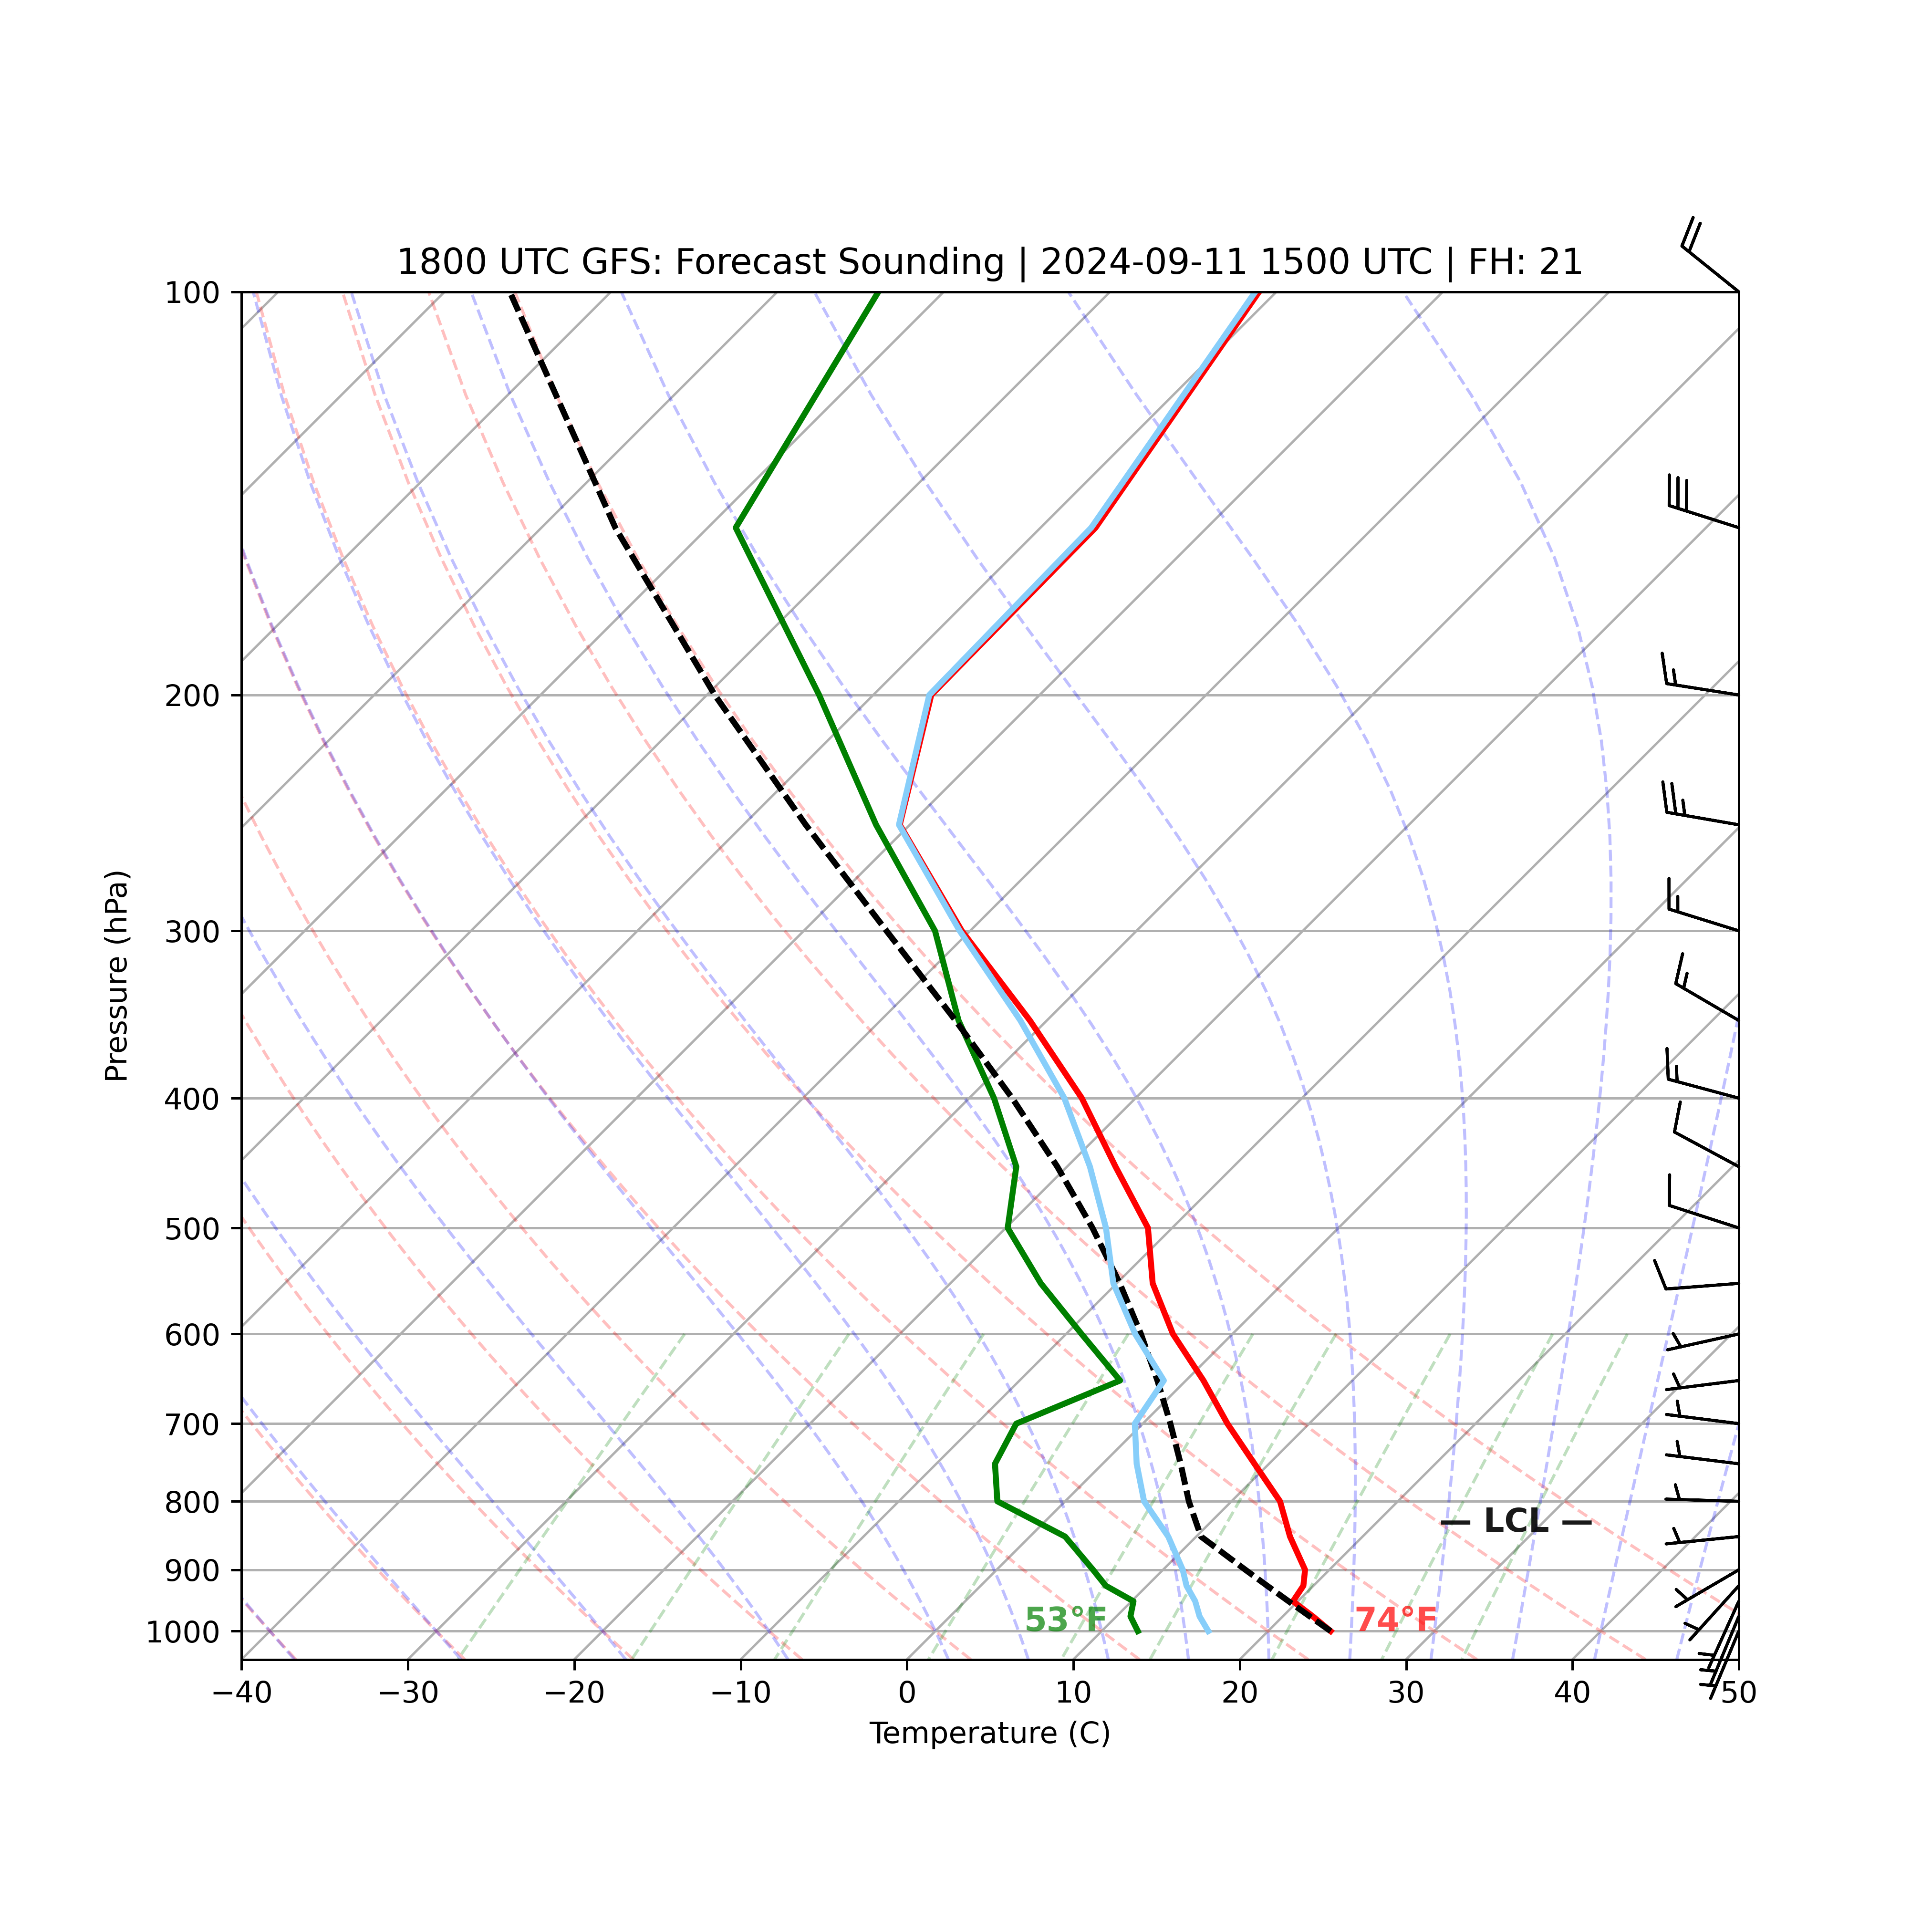 1800 UTC GFS: Forecast Sounding | 2024-09-11 1500 UTC | FH: 21
100
200
300
400
500
600
700
800
900
1000
Pressure (hPa)
— LCL —
53°F
74°F
−40 −30 −20 −10 0 10 20 30 40 50
Temperature (C)